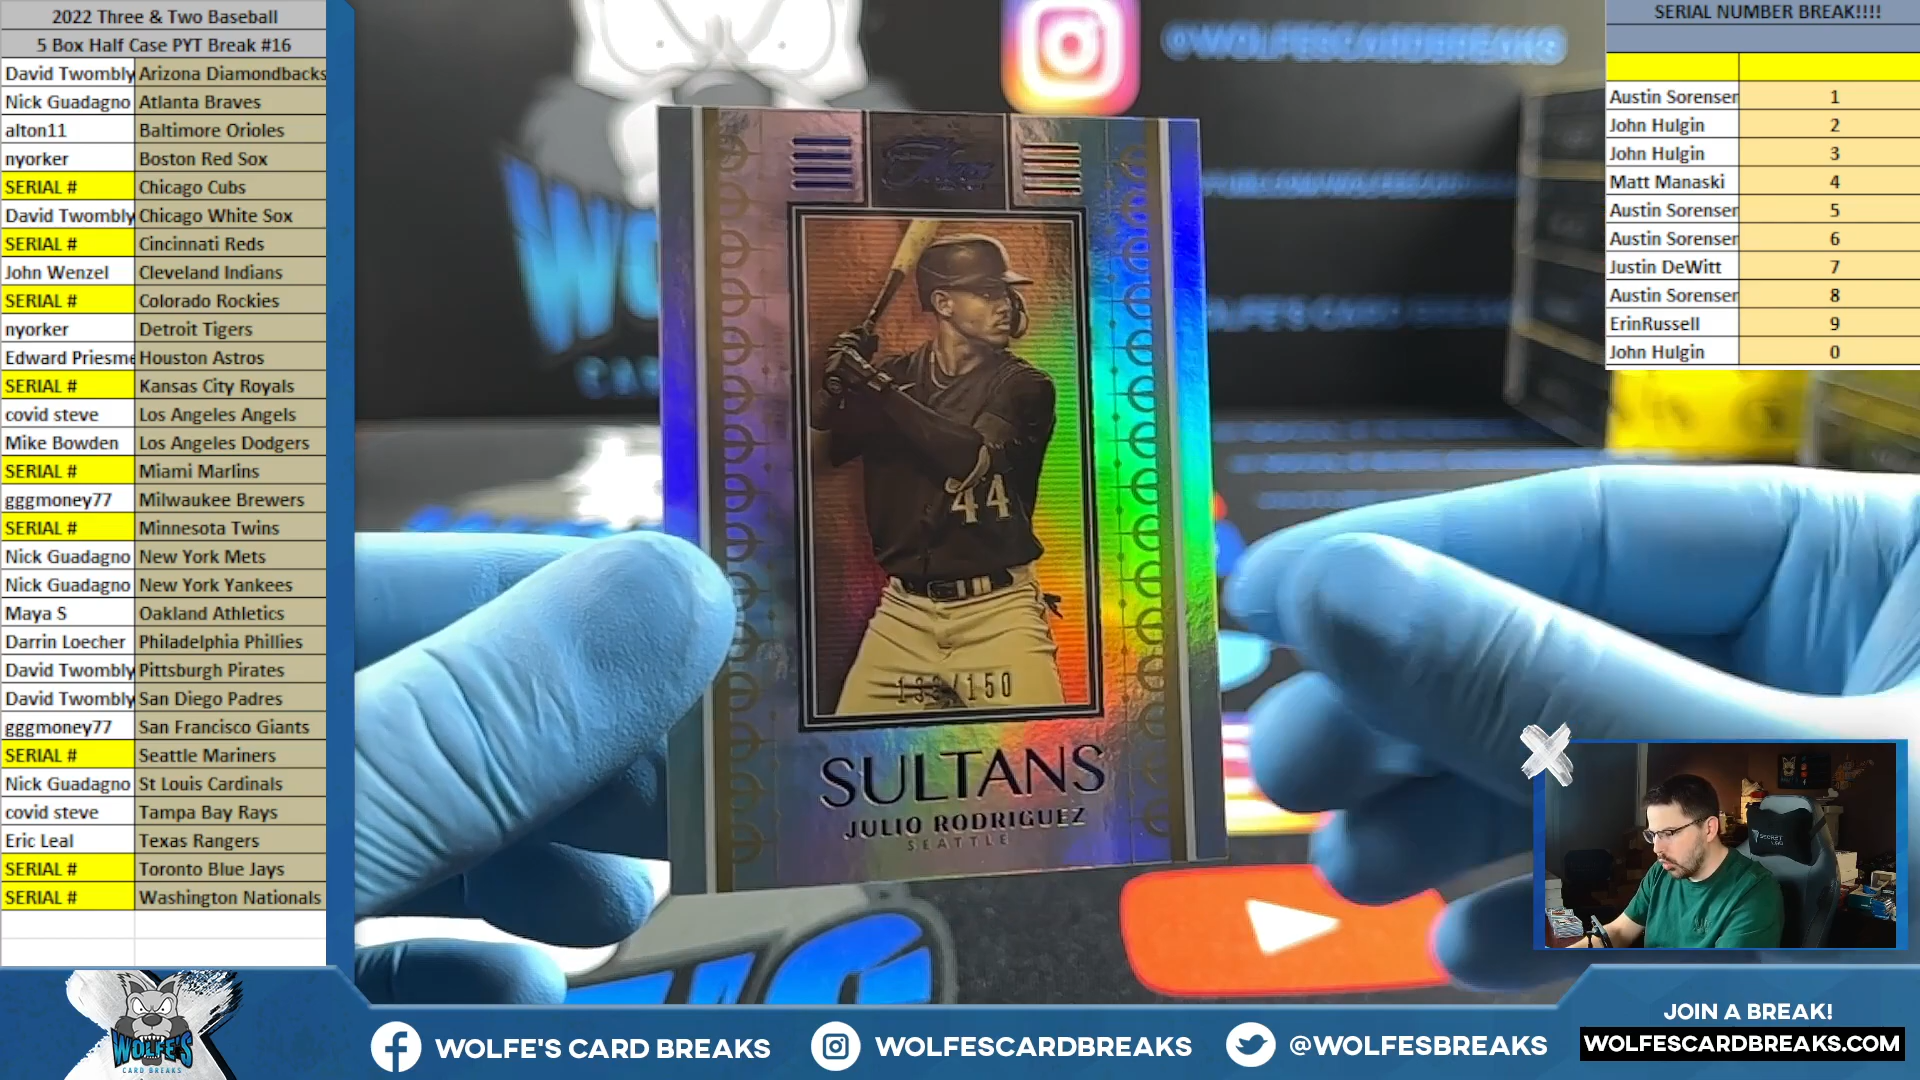 2022 Three & Two Baseball
5 Box Half Case PYT Break #16
David Twombly Arizona Diamondbacks
Nick Guadagno Atlanta Braves
alton11 Baltimore Orioles
nyorker Boston Red Sox
SERIAL # Chicago Cubs
David Twombly Chicago White Sox
SERIAL # Cincinnati Reds
John Wenzel Cleveland Indians
SERIAL # Colorado Rockies
nyorker Detroit Tigers
Edward Priesme Houston Astros
SERIAL # Kansas City Royals
covid steve Los Angeles Angels
Mike Bowden Los Angeles Dodgers
SERIAL # Miami Marlins
gggmoney77 Milwaukee Brewers
SERIAL # Minnesota Twins
Nick Guadagno New York Mets
Nick Guadagno New York Yankees
Maya S Oakland Athletics
Darrin Loecher Philadelphia Phillies
David Twombly Pittsburgh Pirates
David Twombly San Diego Padres
gggmoney77 San Francisco Giants
SERIAL # Seattle Mariners
Nick Guadagno St Louis Cardinals
covid steve Tampa Bay Rays
Eric Leal Texas Rangers
SERIAL # Toronto Blue Jays
SERIAL # Washington Nationals
@WOLFESCARDBREAKS
44
SULTANS
JULIO RODRIGUEZ
SEATTLE
SERIAL NUMBER BREAK!!!!
Austin Sorensen 1
John Hulgin 2
John Hulgin 3
Matt Manaski 4
Austin Sorensen 5
Austin Sorensen 6
Justin DeWitt 7
Austin Sorensen 8
ErinRussell 9
John Hulgin 0
WOLFE'S
CARD BREAKS
WOLFE'S CARD BREAKS
WOLFESCARDBREAKS
@WOLFESBREAKS
JOIN A BREAK!
WOLFESCARDBREAKS.COM